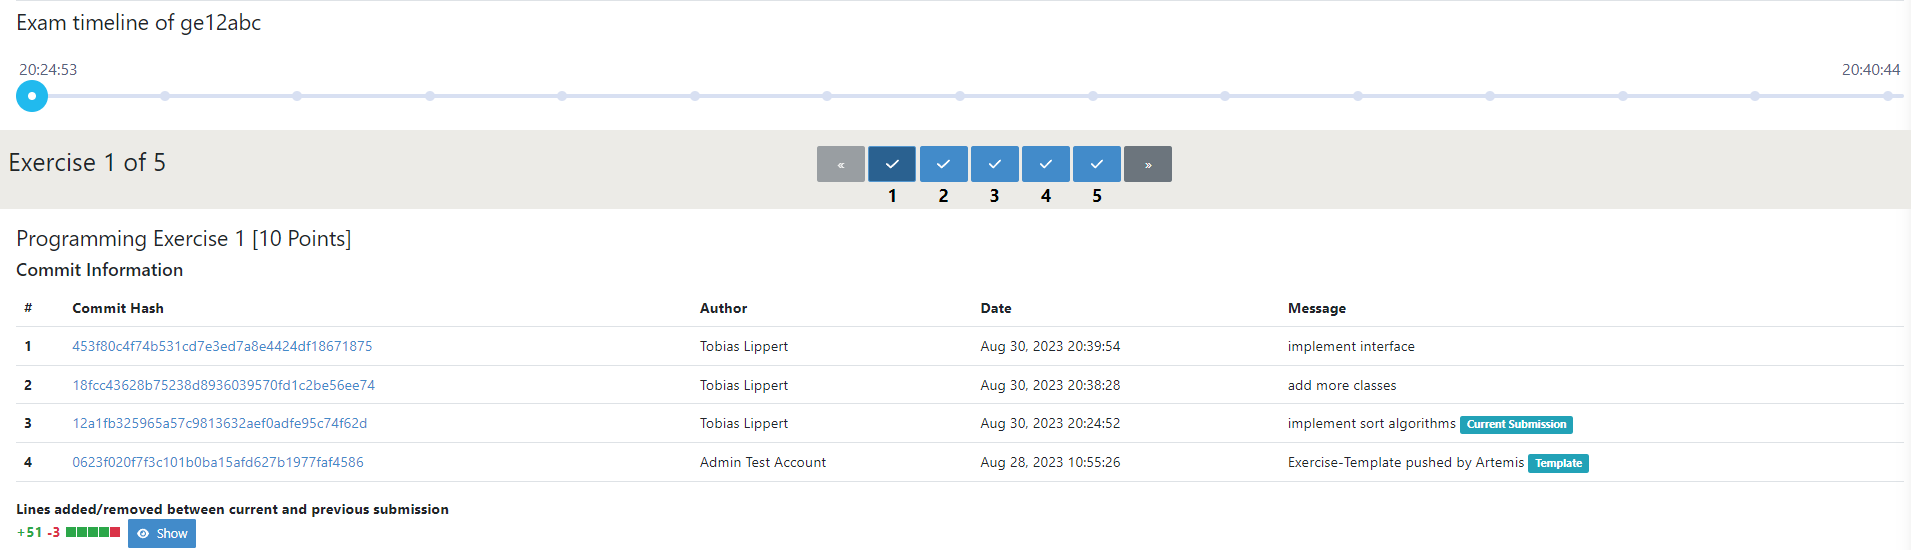 Exam timeline of ge12abc
20:24:53 20:40:44
Exercise 1 of 5
« »
1 2 3 4 5
Programming Exercise 1 [10 Points]
Commit Information
# Commit Hash Author Date Message
1 453f80c4f74b531cd7e3ed7a8e4424df18671875 Tobias Lippert Aug 30, 2023 20:39:54 implement interface
2 18fcc43628b75238d8936039570fd1c2be56ee74 Tobias Lippert Aug 30, 2023 20:38:28 add more classes
3 12a1fb325965a57c9813632aef0adfe95c74f62d Tobias Lippert Aug 30, 2023 20:24:52 implement sort algorithms Current Submission
4 0623f020f7f3c101b0ba15afd627b1977faf4586 Admin Test Account Aug 28, 2023 10:55:26 Exercise-Template pushed by Artemis Template
Lines added/removed between current and previous submission
+51 -3 Show